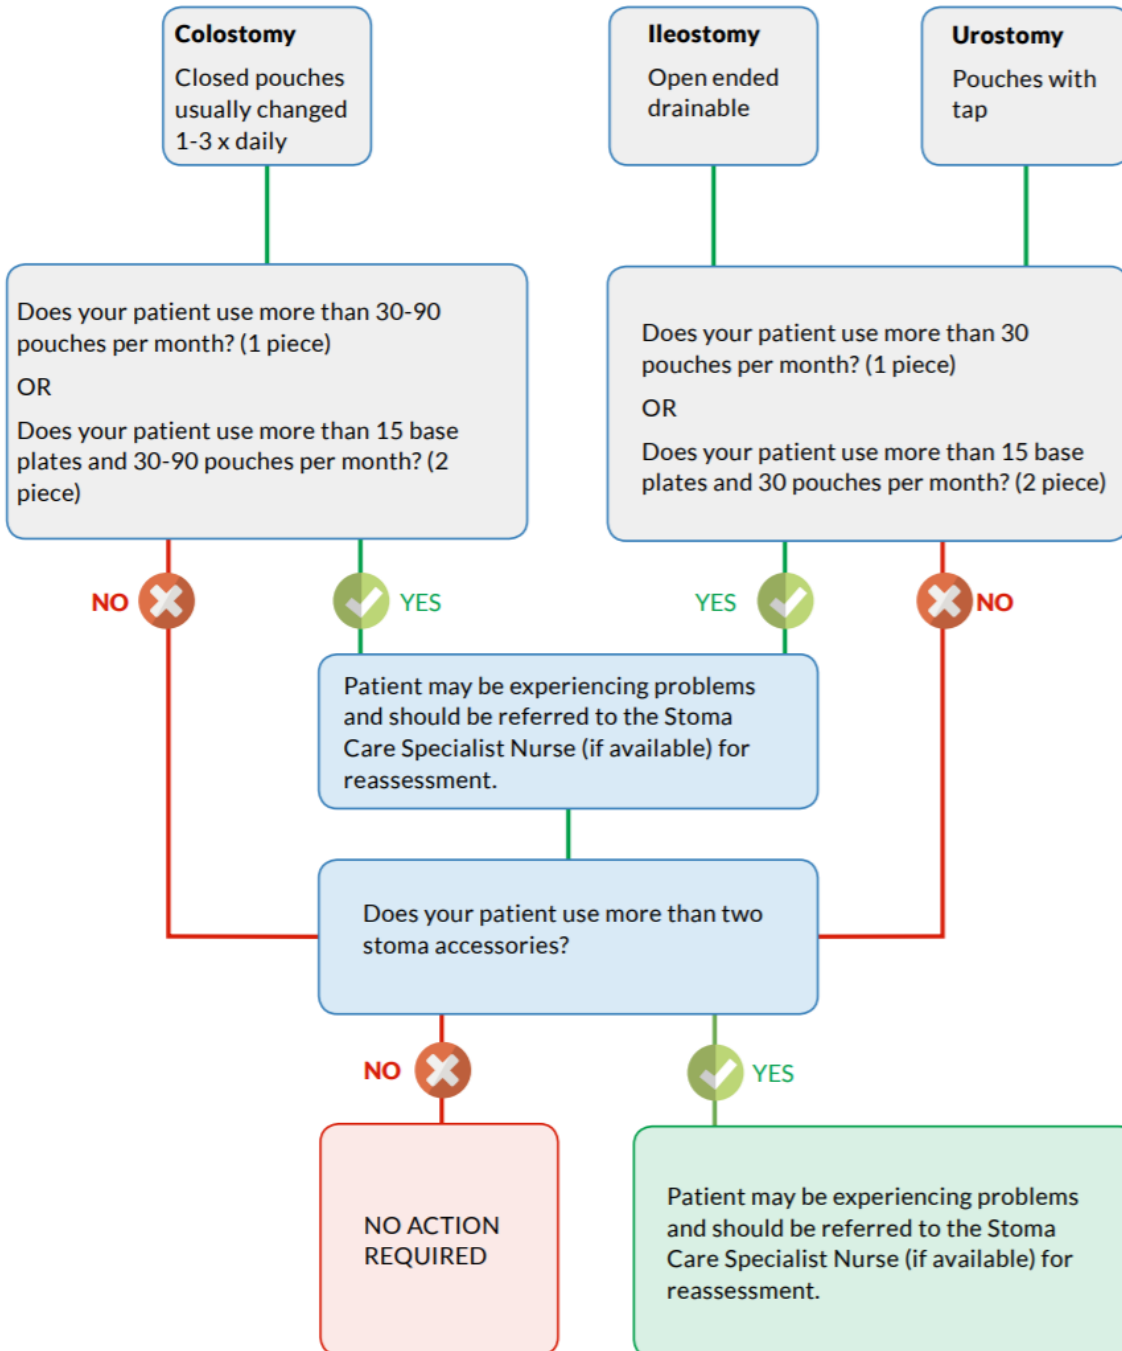 Colostomy
Closed pouches
usually changed
1-3 x daily
Ileostomy
Open ended
drainable
Urostomy
Pouches with
tap
Does your patient use more than 30-90
pouches per month? (1 piece)
OR
Does your patient use more than 15 base
plates and 30-90 pouches per month? (2
piece)
Does your patient use more than 30
pouches per month? (1 piece)
OR
Does your patient use more than 15 base
plates and 30 pouches per month? (2 piece)
NO
YES
YES
NO
Patient may be experiencing problems
and should be referred to the Stoma
Care Specialist Nurse (if available) for
reassessment.
Does your patient use more than two
stoma accessories?
NO
YES
NO ACTION
REQUIRED
Patient may be experiencing problems
and should be referred to the Stoma
Care Specialist Nurse (if available) for
reassessment.